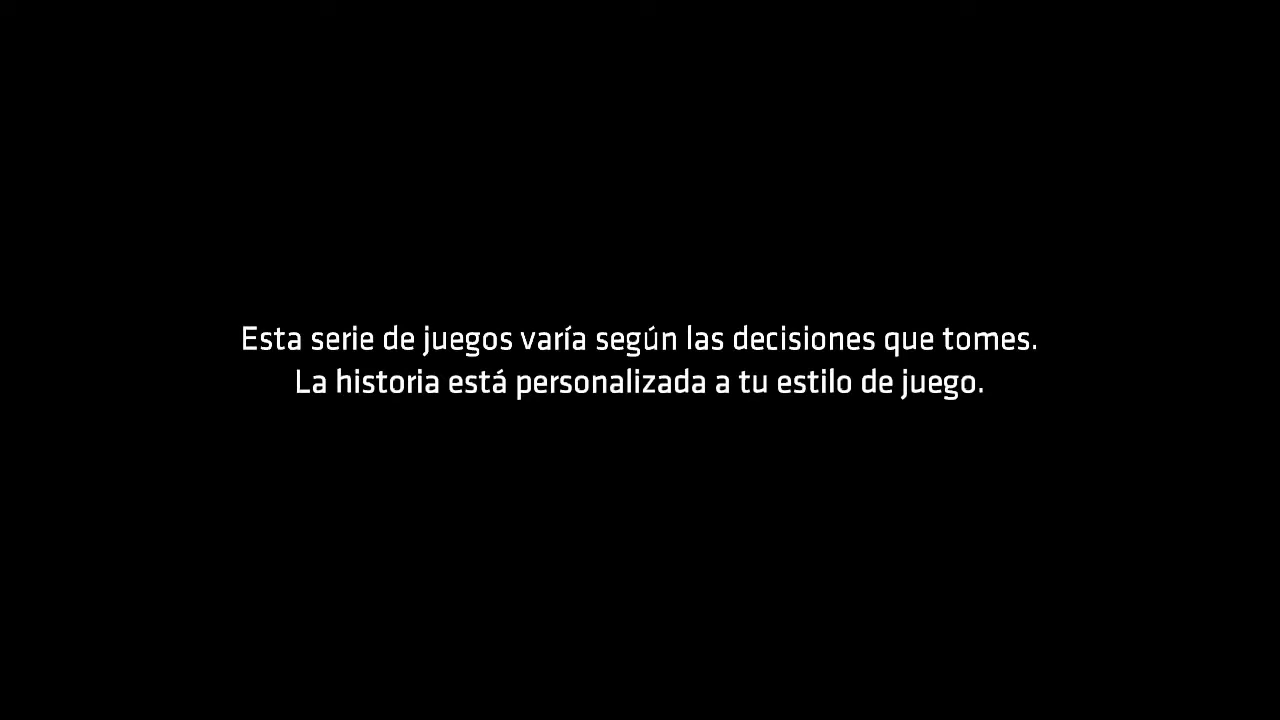 Esta serie de juegos varía según las decisiones que tomes.
La historia está personalizada a tu estilo de juego.